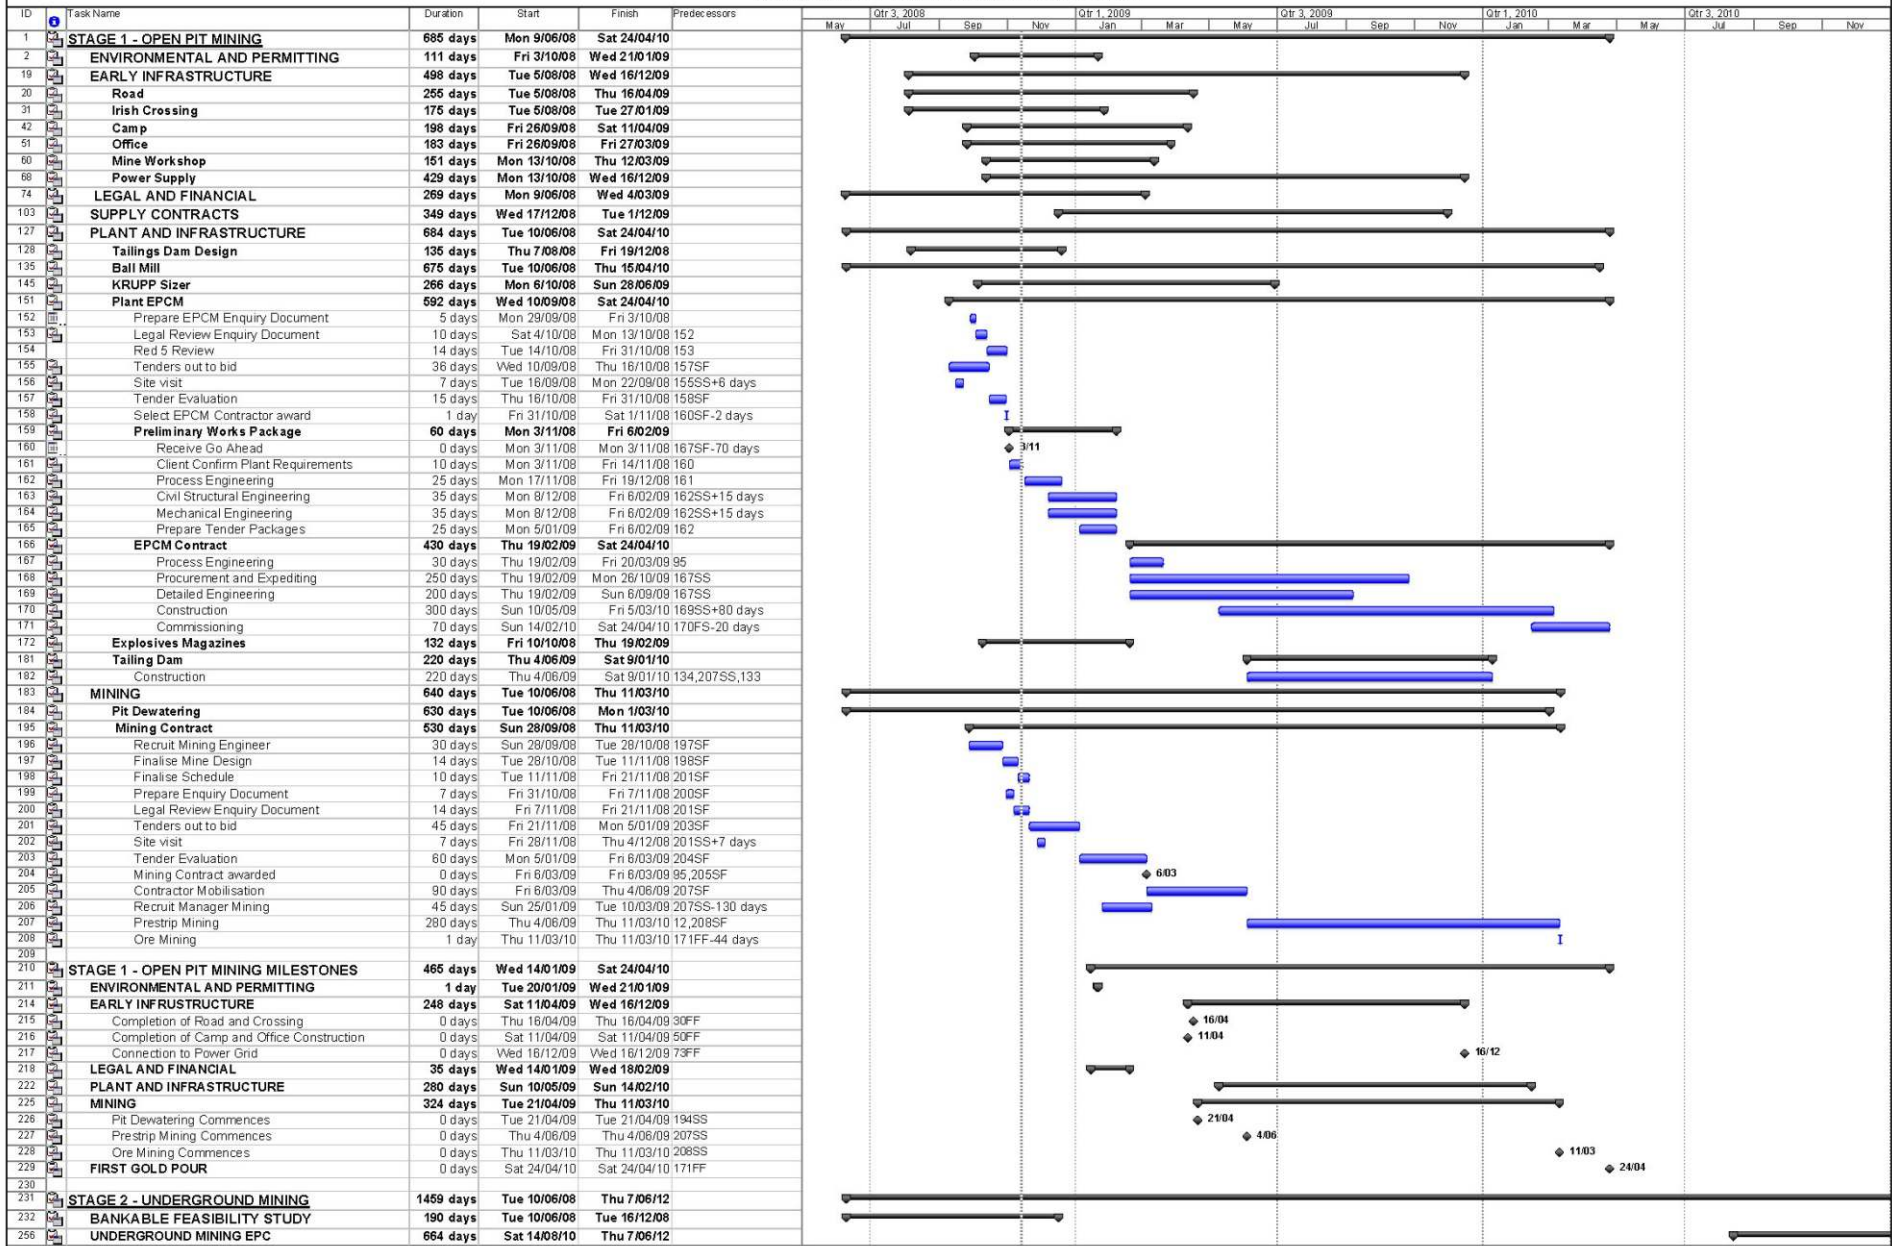 ID Task Name Duration Start Finish Predecessors Qtr 3, 2008 Qtr 1, 2009 Qtr 3, 2009 Qtr 1, 2010 Qtr 3, 2010
May Jul Sep Nov Jan Mar May Jul Sep Nov Jan Mar May Jul Sep Nov
1 STAGE 1 - OPEN PIT MINING 685 days Mon 9/06/08 Sat 24/04/10
2 ENVIRONMENTAL AND PERMITTING 111 days Fri 3/10/08 Wed 21/01/09
19 EARLY INFRASTRUCTURE 498 days Tue 5/08/08 Wed 16/12/09
20 Road 255 days Tue 5/08/08 Thu 16/04/09
31 Irish Crossing 175 days Tue 5/08/08 Tue 27/01/09
42 Camp 198 days Fri 26/09/08 Sat 11/04/09
51 Office 183 days Fri 26/09/08 Fri 27/03/09
60 Mine Workshop 151 days Mon 13/10/08 Thu 12/03/09
68 Power Supply 429 days Mon 13/10/08 Wed 16/12/09
74 LEGAL AND FINANCIAL 269 days Mon 9/06/08 Wed 4/03/09
103 SUPPLY CONTRACTS 349 days Wed 17/12/08 Tue 1/12/09
127 PLANT AND INFRASTRUCTURE 684 days Tue 10/06/08 Sat 24/04/10
128 Tailings Dam Design 135 days Thu 7/08/08 Fri 19/12/08
135 Ball Mill 675 days Tue 10/06/08 Thu 15/04/10
145 KRUPP Sizer 266 days Mon 6/10/08 Sun 28/06/09
151 Plant EPCM 592 days Wed 10/09/08 Sat 24/04/10
152 Prepare EPCM Enquiry Document 5 days Mon 29/09/08 Fri 3/10/08
153 Legal Review Enquiry Document 10 days Sat 4/10/08 Mon 13/10/08 152
154 Red 5 Review 14 days Tue 14/10/08 Fri 31/10/08 153
155 Tenders out to bid 36 days Wed 10/09/08 Thu 16/10/08 157SF
156 Site visit 7 days Tue 16/09/08 Mon 22/09/08 155SS+6 days
157 Tender Evaluation 15 days Thu 16/10/08 Fri 31/10/08 158SF
158 Select EPCM Contractor award 1 day Fri 31/10/08 Sat 1/11/08 160SF-2 days
159 Preliminary Works Package 60 days Mon 3/11/08 Fri 6/02/09
160 Receive Go Ahead 0 days Mon 3/11/08 Mon 3/11/08 167SF-70 days 3/11
161 Client Confirm Plant Requirements 10 days Mon 3/11/08 Fri 14/11/08 160
162 Process Engineering 25 days Mon 17/11/08 Fri 19/12/08 161
163 Civil Structural Engineering 35 days Mon 8/12/08 Fri 6/02/09 162SS+15 days
164 Mechanical Engineering 35 days Mon 8/12/08 Fri 6/02/09 162SS+15 days
165 Prepare Tender Packages 25 days Mon 5/01/09 Fri 6/02/09 162
166 EPCM Contract 430 days Thu 19/02/09 Sat 24/04/10
167 Process Engineering 30 days Thu 19/02/09 Fri 20/03/09 95
168 Procurement and Expediting 250 days Thu 19/02/09 Mon 26/10/09 167SS
169 Detailed Engineering 200 days Thu 19/02/09 Sun 6/09/09 167SS
170 Construction 300 days Sun 10/05/09 Fri 5/03/10 169SS+80 days
171 Commissioning 70 days Sun 14/02/10 Sat 24/04/10 170FS-20 days
172 Explosives Magazines 132 days Fri 10/10/08 Thu 19/02/09
181 Tailing Dam 220 days Thu 4/06/09 Sat 9/01/10
182 Construction 220 days Thu 4/06/09 Sat 9/01/10 134,207SS,133
183 MINING 640 days Tue 10/06/08 Thu 11/03/10
184 Pit Dewatering 630 days Tue 10/06/08 Mon 1/03/10
195 Mining Contract 530 days Sun 28/09/08 Thu 11/03/10
196 Recruit Mining Engineer 30 days Sun 28/09/08 Tue 28/10/08 197SF
197 Finalise Mine Design 14 days Tue 28/10/08 Tue 11/11/08 198SF
198 Finalise Schedule 10 days Tue 11/11/08 Fri 21/11/08 201SF
199 Prepare Enquiry Document 7 days Fri 31/10/08 Fri 7/11/08 200SF
200 Legal Review Enquiry Document 14 days Fri 7/11/08 Fri 21/11/08 201SF
201 Tenders out to bid 45 days Fri 21/11/08 Mon 5/01/09 203SF
202 Site visit 7 days Fri 28/11/08 Thu 4/12/08 201SS+7 days
203 Tender Evaluation 60 days Mon 5/01/09 Fri 6/03/09 204SF
204 Mining Contract awarded 0 days Fri 6/03/09 Fri 6/03/09 95,205SF 6/03
205 Contractor Mobilisation 90 days Fri 6/03/09 Thu 4/06/09 207SF
206 Recruit Manager Mining 45 days Sun 25/01/09 Tue 10/03/09 207SS-130 days
207 Prestrip Mining 280 days Thu 4/06/09 Thu 11/03/10 12,208SF
208 Ore Mining 1 day Thu 11/03/10 Thu 11/03/10 171FF-44 days
209
210 STAGE 1 - OPEN PIT MINING MILESTONES 465 days Wed 14/01/09 Sat 24/04/10
211 ENVIRONMENTAL AND PERMITTING 1 day Tue 20/01/09 Wed 21/01/09
214 EARLY INFRUSTRUCTURE 248 days Sat 11/04/09 Wed 16/12/09
215 Completion of Road and Crossing 0 days Thu 16/04/09 Thu 16/04/09 30FF 16/04
216 Completion of Camp and Office Construction 0 days Sat 11/04/09 Sat 11/04/09 50FF 11/04
217 Connection to Power Grid 0 days Wed 16/12/09 Wed 16/12/09 73FF 16/12
218 LEGAL AND FINANCIAL 35 days Wed 14/01/09 Wed 18/02/09
222 PLANT AND INFRASTRUCTURE 280 days Sun 10/05/09 Sun 14/02/10
225 MINING 324 days Tue 21/04/09 Thu 11/03/10
226 Pit Dewatering Commences 0 days Tue 21/04/09 Tue 21/04/09 194SS 21/04
227 Prestrip Mining Commences 0 days Thu 4/06/09 Thu 4/06/09 207SS 4/06
228 Ore Mining Commences 0 days Thu 11/03/10 Thu 11/03/10 208SS 11/03
229 FIRST GOLD POUR 0 days Sat 24/04/10 Sat 24/04/10 171FF 24/04
230
231 STAGE 2 - UNDERGROUND MINING 1459 days Tue 10/06/08 Thu 7/06/12
232 BANKABLE FEASIBILITY STUDY 190 days Tue 10/06/08 Tue 16/12/08
256 UNDERGROUND MINING EPC 664 days Sat 14/08/10 Thu 7/06/12